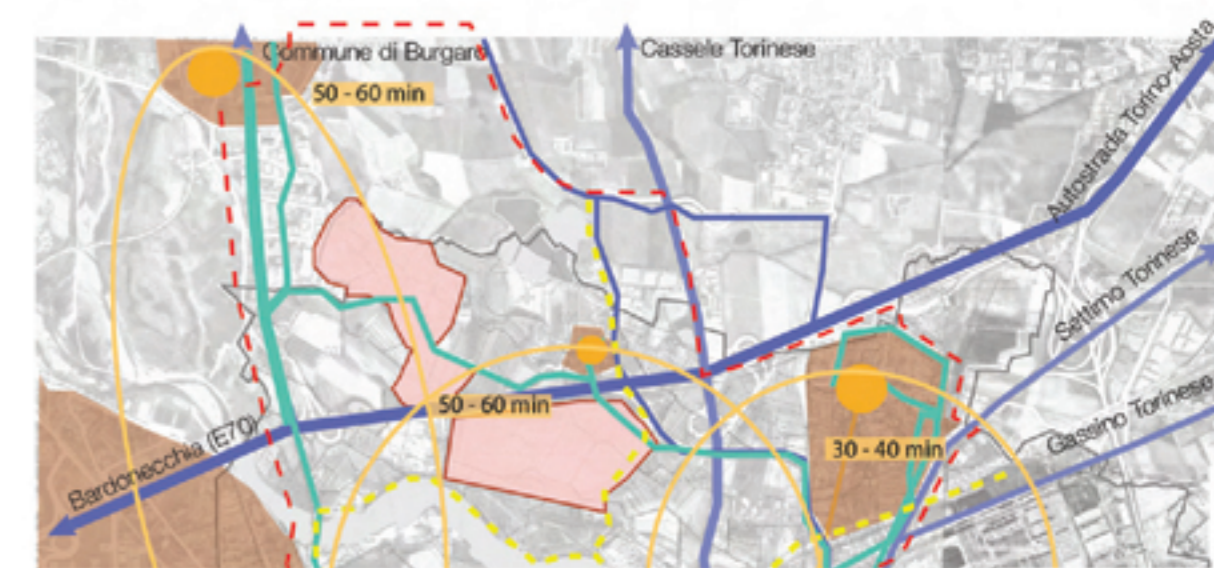 Commune di Burgaro
Cassele Torinese
50 - 60 min
Autostrada Torino-Aosta
Settimo Torinese
50 - 60 min
Gassino Torinese
30 - 40 min
Bardonecchia (E70)